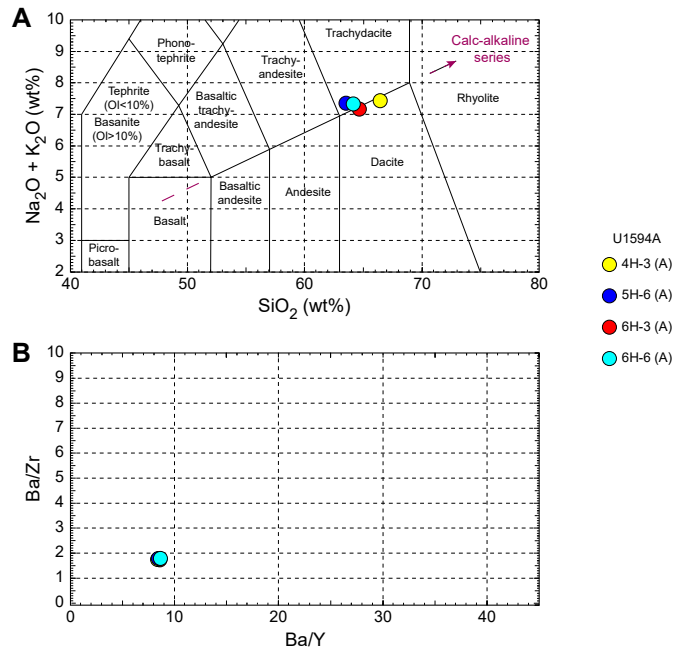 A
Na2O + K2O (wt%)
10
9
8
7
6
5
4
3
2
Phono-
tephrite
Trachy-
andesite
Trachydacite
Calc-alkaline
series
Tephrite (Ol<10%)
Basanite
(Ol>10%)
Basaltic
trachy-
andesite
Rhyolite
Trachy-
basalt
Basaltic
andesite
Andesite
Dacite
Basalt
Picro-
basalt
40
50
60
70
80
SiO2 (wt%)
U1594A
4H-3 (A)
5H-6 (A)
6H-3 (A)
6H-6 (A)
B
Ba/Zr
10
9
8
7
6
5
4
3
2
1
0
0
10
20
30
40
Ba/Y